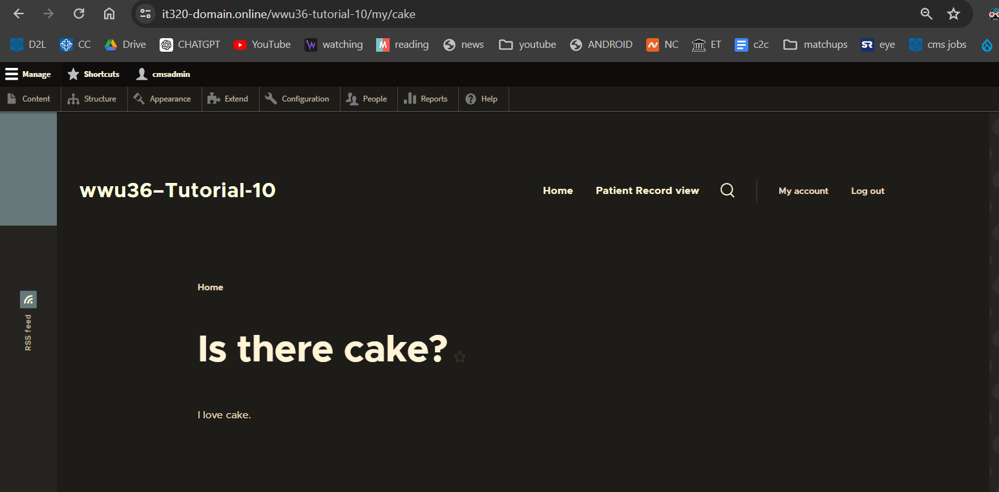 it320-domain.online/wwu36-tutorial-10/my/cake
D2L CC Drive CHATGPT YouTube watching M reading news youtube ANDROID NC ET c2c matchups SR eye cms jobs
Manage Shortcuts cmsadmin
Content Structure Appearance Extend Configuration People Reports Help
wwu36–Tutorial-10 Home Patient Record view My account Log out
Home
RSS feed
Is there cake?
I love cake.